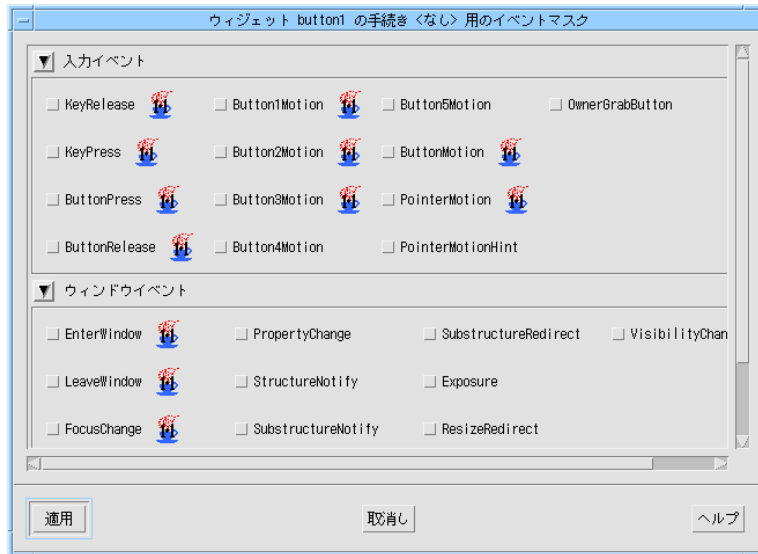 ウィジェット button1 の手続き <なし> 用のイベントマスク
入力イベント
KeyRelease Button1Motion Button5Motion OwnerGrabButton
KeyPress Button2Motion ButtonMotion
ButtonPress Button3Motion PointerMotion
ButtonRelease Button4Motion PointerMotionHint
ウィンドウイベント
EnterWindow PropertyChange SubstructureRedirect VisibilityChan
LeaveWindow StructureNotify Exposure
FocusChange SubstructureNotify ResizeRedirect
適用 取消し ヘルプ